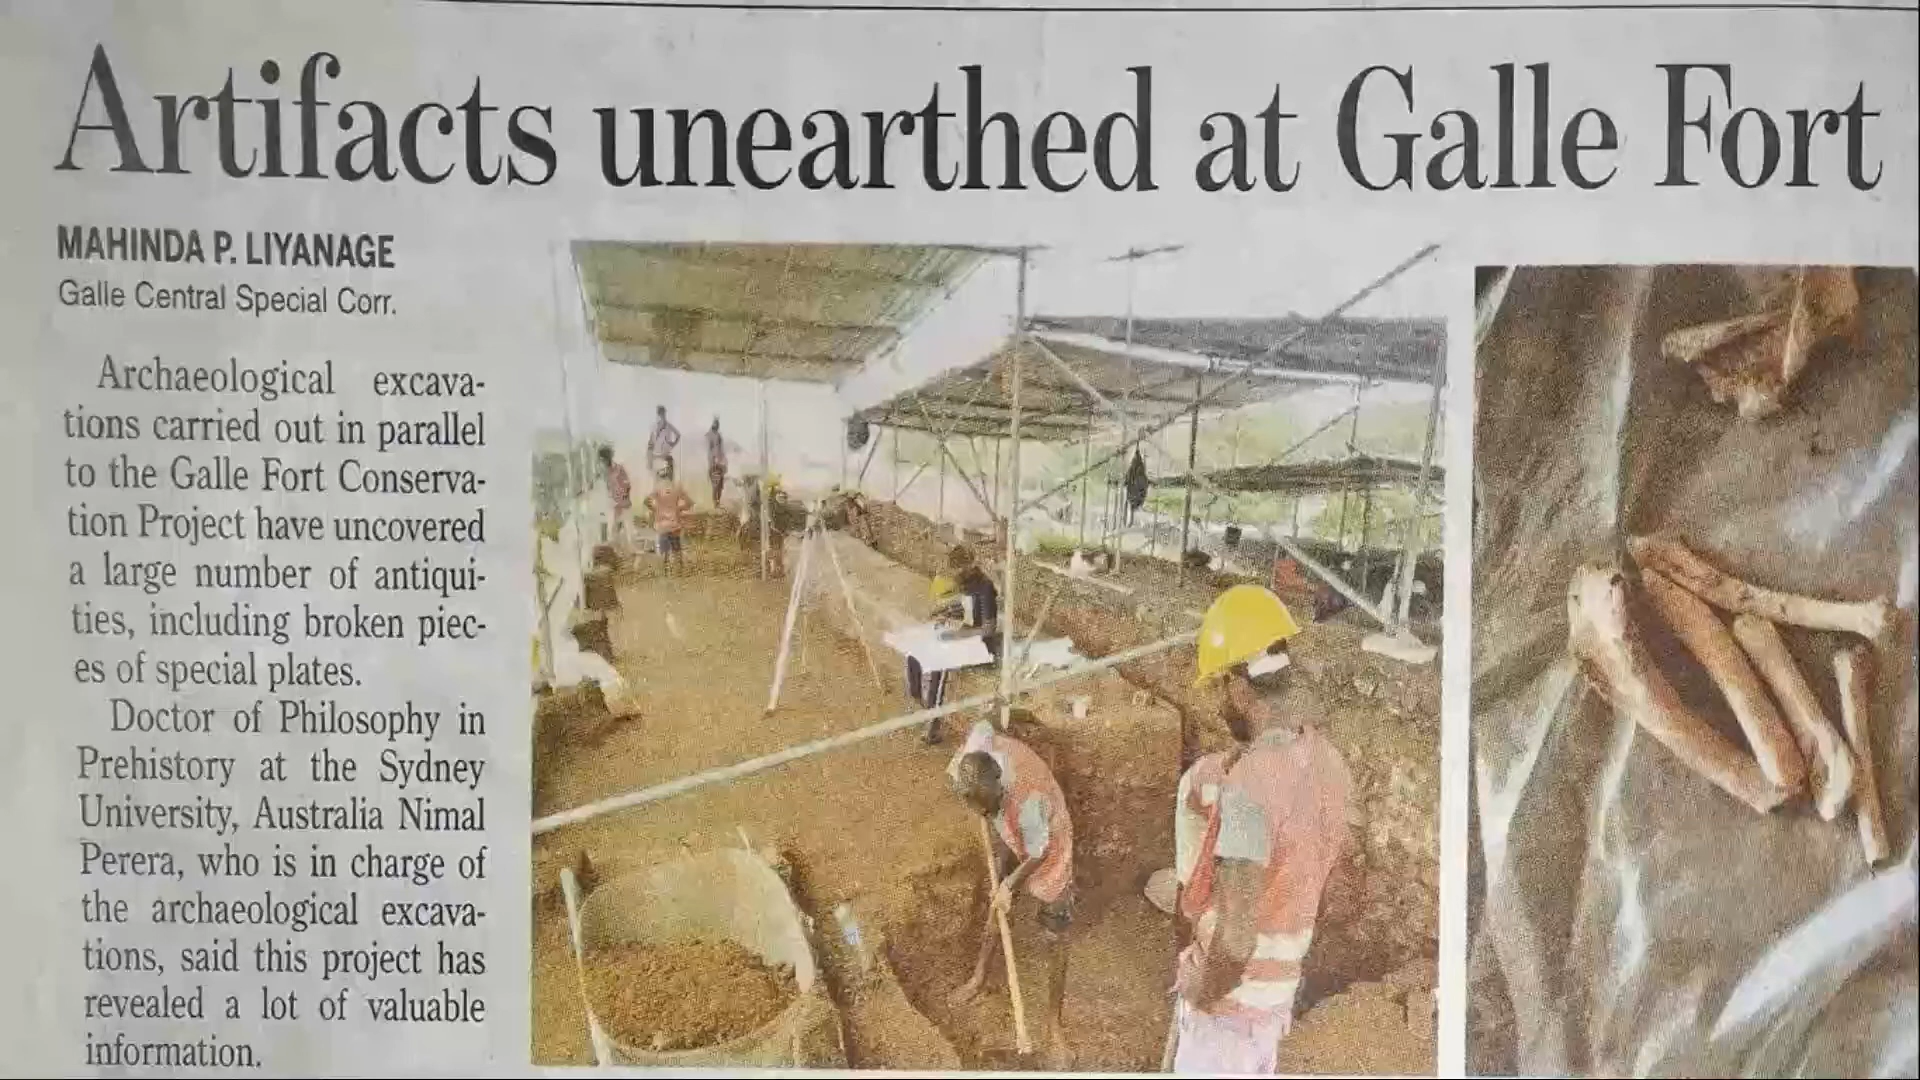 Artifacts unearthed at Galle Fort
MAHINDA P. LIYANAGE
Galle Central Special Corr.
Archaeological excava-
tions carried out in parallel
to the Galle Fort Conserva-
tion Project have uncovered
a large number of antiqui-
ties, including broken piec-
es of special plates.
Doctor of Philosophy in
Prehistory at the Sydney
University, Australia Nimal
Perera, who is in charge of
the archaeological excava-
tions, said this project has
revealed a lot of valuable
information.